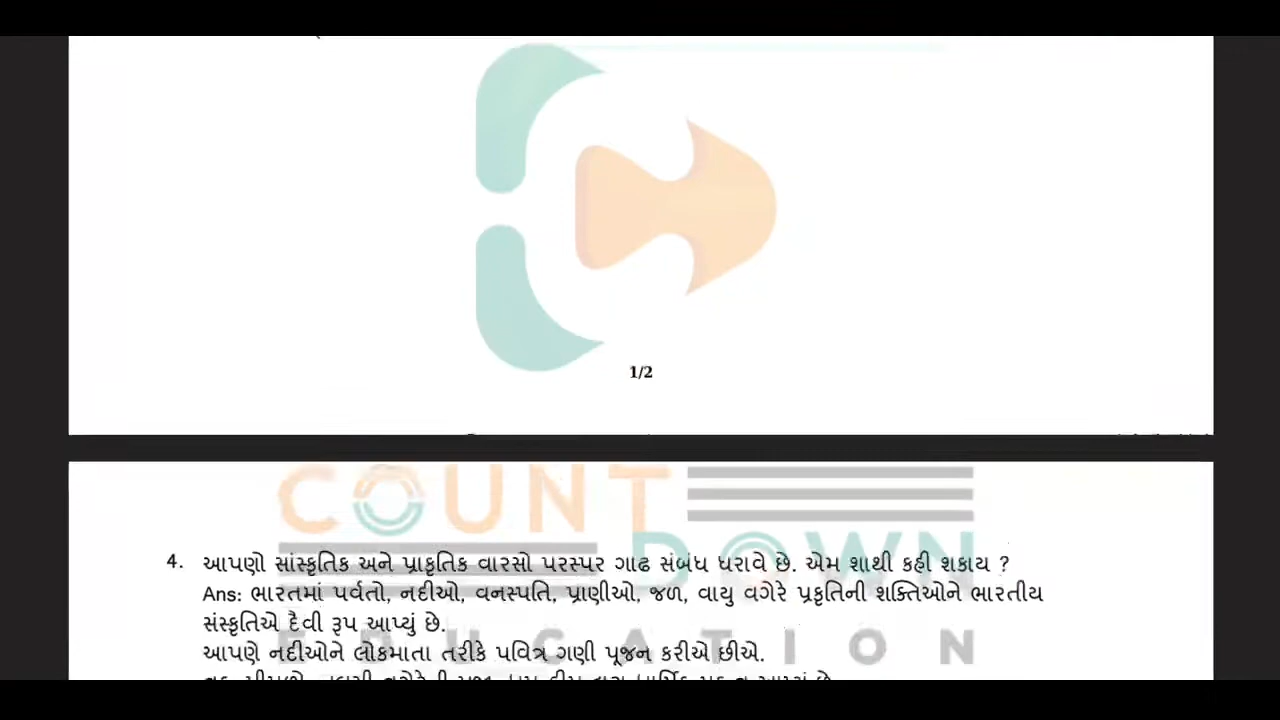 1/2
COUNT
DOWN
EDUCATION
4. આપણો સાંસ્કૃતિક અને પ્રાકૃતિક વારસો પરસ્પર ગાઢ સંબંધ ધરાવે છે. એમ શાથી કહી શકાય ?
Ans: ભારતમાં પર્વતો, નદીઓ, વનસ્પતિ, પ્રાણીઓ, જળ, વાયુ વગેરે પ્રકૃતિની શક્તિઓને ભારતીય
સંસ્કૃતિએ દૈવી રૂપ આપ્યું છે.
આપણે નદીઓને લોકમાતા તરીકે પવિત્ર ગણી પૂજન કરીએ છીએ.